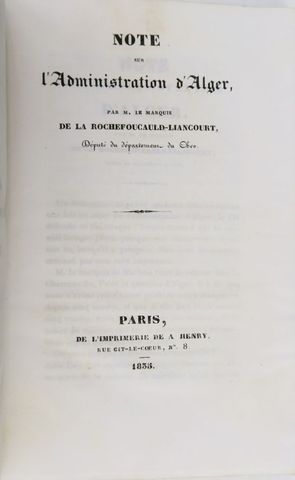 NOTE
SUR
l'Administration d'Alger,
PAR M. LE MARQUIS
DE LA ROCHEFOUCAULD-LIANCOURT,
Député du département du Cher.
PARIS,
DE L'IMPRIMERIE DE A HENRY.
RUE GIT-LE-CŒUR, N° 8
1835.